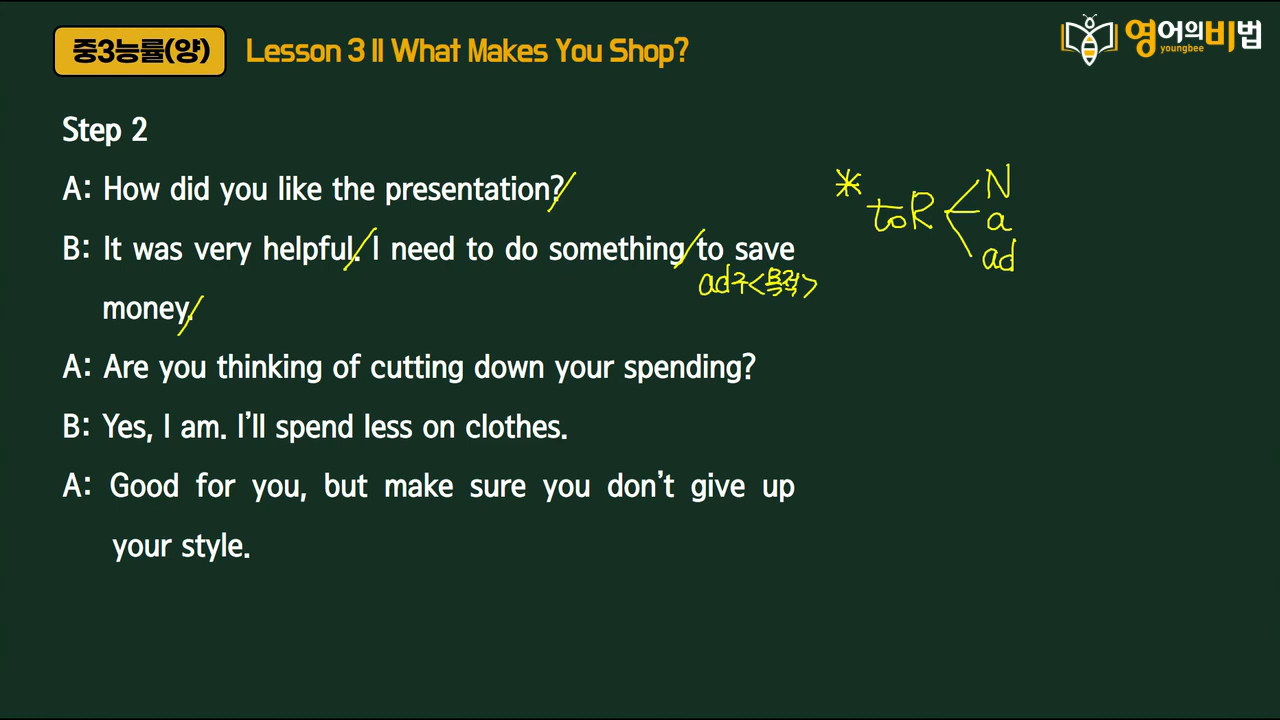 중3능률(양) Lesson 3 II What Makes You Shop?
영어의비법
youngbee
Step 2
A: How did you like the presentation?
* toR < N
a
ad
B: It was very helpful. I need to do something to save
ad구<목적>
money.
A: Are you thinking of cutting down your spending?
B: Yes, I am. I'll spend less on clothes.
A: Good for you, but make sure you don't give up
your style.